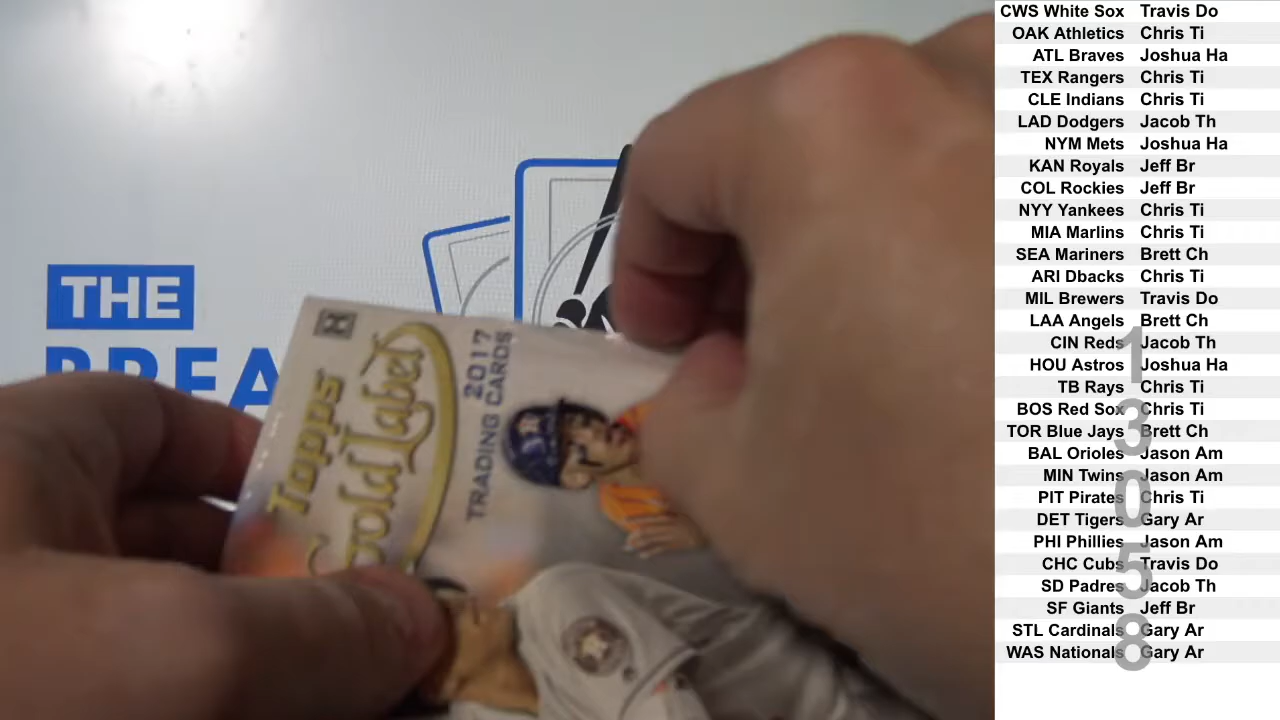 THE
BREA
Topps
Gold Label
2017
TRADING CARDS
CWS White Sox Travis Do
OAK Athletics Chris Ti
ATL Braves Joshua Ha
TEX Rangers Chris Ti
CLE Indians Chris Ti
LAD Dodgers Jacob Th
NYM Mets Joshua Ha
KAN Royals Jeff Br
COL Rockies Jeff Br
NYY Yankees Chris Ti
MIA Marlins Chris Ti
SEA Mariners Brett Ch
ARI Dbacks Chris Ti
MIL Brewers Travis Do
LAA Angels Brett Ch
CIN Reds Jacob Th
HOU Astros Joshua Ha
TB Rays Chris Ti
BOS Red Sox Chris Ti
TOR Blue Jays Brett Ch
BAL Orioles Jason Am
MIN Twins Jason Am
PIT Pirates Chris Ti
DET Tigers Gary Ar
PHI Phillies Jason Am
CHC Cubs Travis Do
SD Padres Jacob Th
SF Giants Jeff Br
STL Cardinals Gary Ar
WAS Nationals Gary Ar
1
3
0
5
8